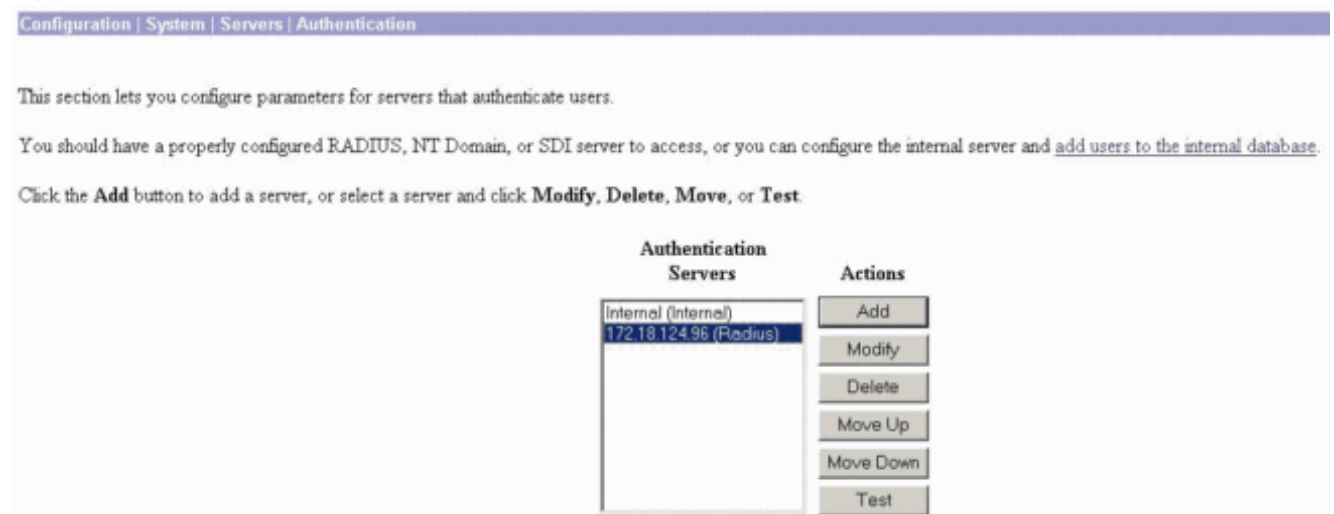 Configuration | System | Servers | Authentication
This section lets you configure parameters for servers that authenticate users.
You should have a properly configured RADIUS, NT Domain, or SDI server to access, or you can configure the internal server and add users to the internal database.
Click the Add button to add a server, or select a server and click Modify, Delete, Move, or Test.
Authentication
Servers
Actions
Internal (Internal)
172.18.124.96 (Radius)
Add
Modify
Delete
Move Up
Move Down
Test